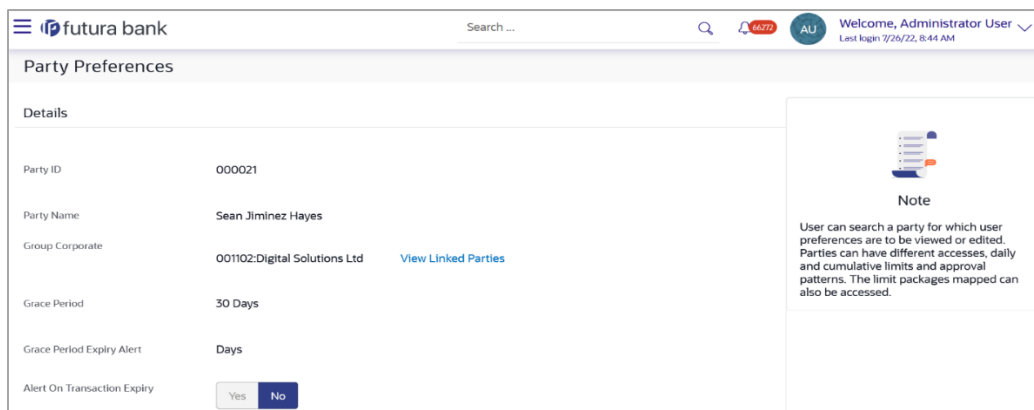 futura bank
Search ...
66272
AU
Welcome, Administrator User
Last login 7/26/22, 8:44 AM
Party Preferences
Details
Party ID
000021
Party Name
Sean Jiminez Hayes
Group Corporate
001102:Digital Solutions Ltd
View Linked Parties
Grace Period
30 Days
Grace Period Expiry Alert
Days
Alert On Transaction Expiry
Yes
No
Note
User can search a party for which user
preferences are to be viewed or edited.
Parties can have different accesses, daily
and cumulative limits and approval
patterns. The limit packages mapped can
also be accessed.